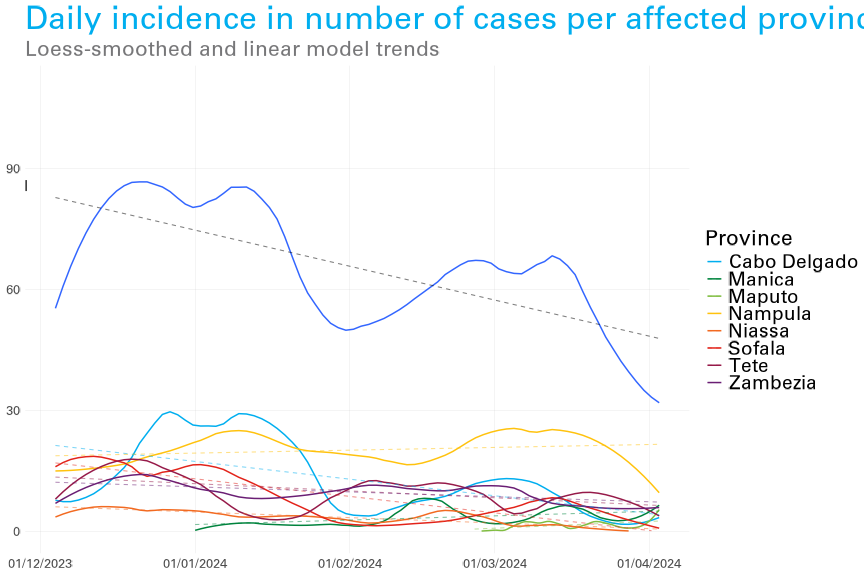 Daily incidence in number of cases per affected provinc
Loess-smoothed and linear model trends
90
60
30
0
01/12/2023
01/01/2024
01/02/2024
01/03/2024
01/04/2024
Province
Cabo Delgado
Manica
Maputo
Nampula
Niassa
Sofala
Tete
Zambezia